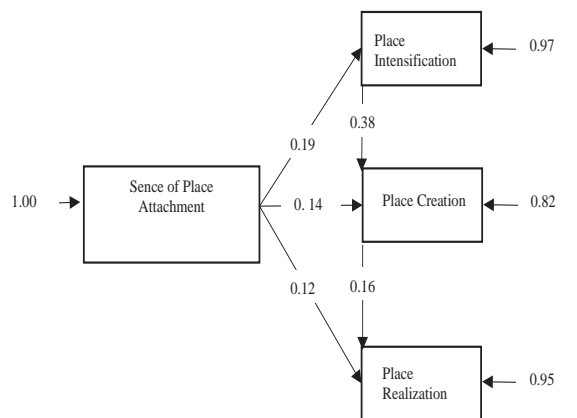 Place
Intensification
0.97
0.19
0.38
1.00
Sence of Place
Attachment
0. 14
Place Creation
0.82
0.12
0.16
Place
Realization
0.95